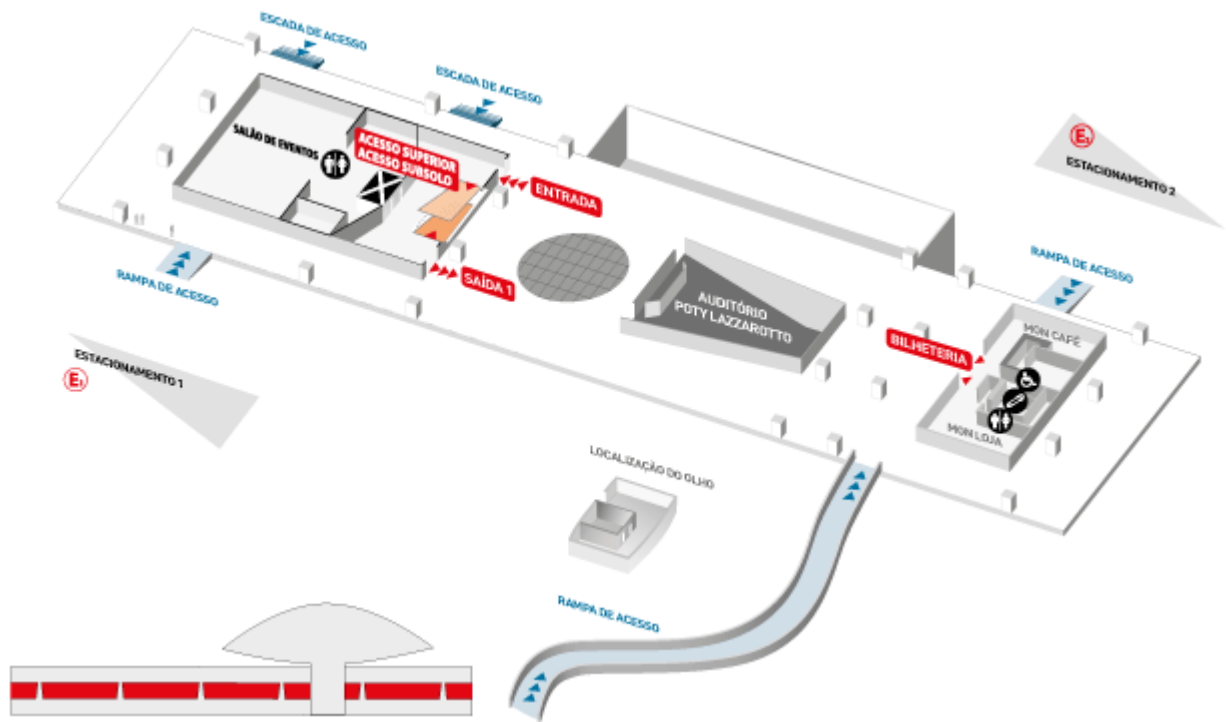 ESCADA DE ACESSO
ESCADA DE ACESSO
SALÃO DE EVENTOS
ACESSO SUPERIOR
ACESSO SUBSOLO
ENTRADA
E2
ESTACIONAMENTO 2
RAMPA DE ACESSO
RAMPA DE ACESSO
SAÍDA 1
AUDITÓRIO
POTY LAZZAROTTO
BILHETERIA
MON CAFÉ
MON LOJA
E1
ESTACIONAMENTO 1
LOCALIZAÇÃO DO OLHO
RAMPA DE ACESSO